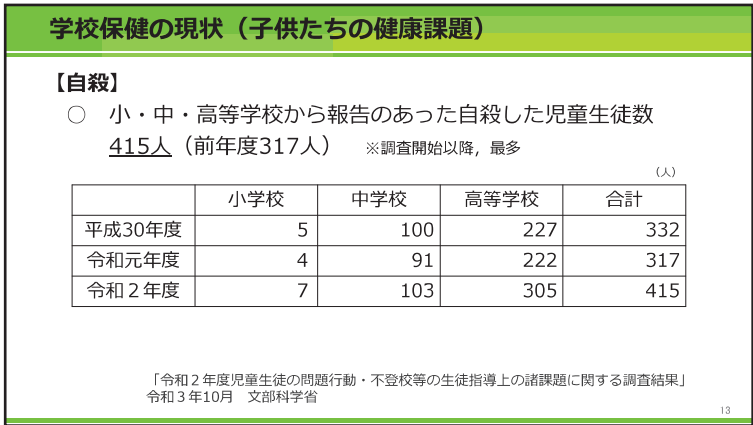 学校保健の現状（子供たちの健康課題）
【自殺】
○　小・中・高等学校から報告のあった自殺した児童生徒数
415人（前年度317人）　※調査開始以降，最多
（人）
小学校　中学校　高等学校　合計
平成30年度　5　100　227　332
令和元年度　4　91　222　317
令和２年度　7　103　305　415
「令和２年度児童生徒の問題行動・不登校等の生徒指導上の諸課題に関する調査結果」
令和３年10月　文部科学省
13